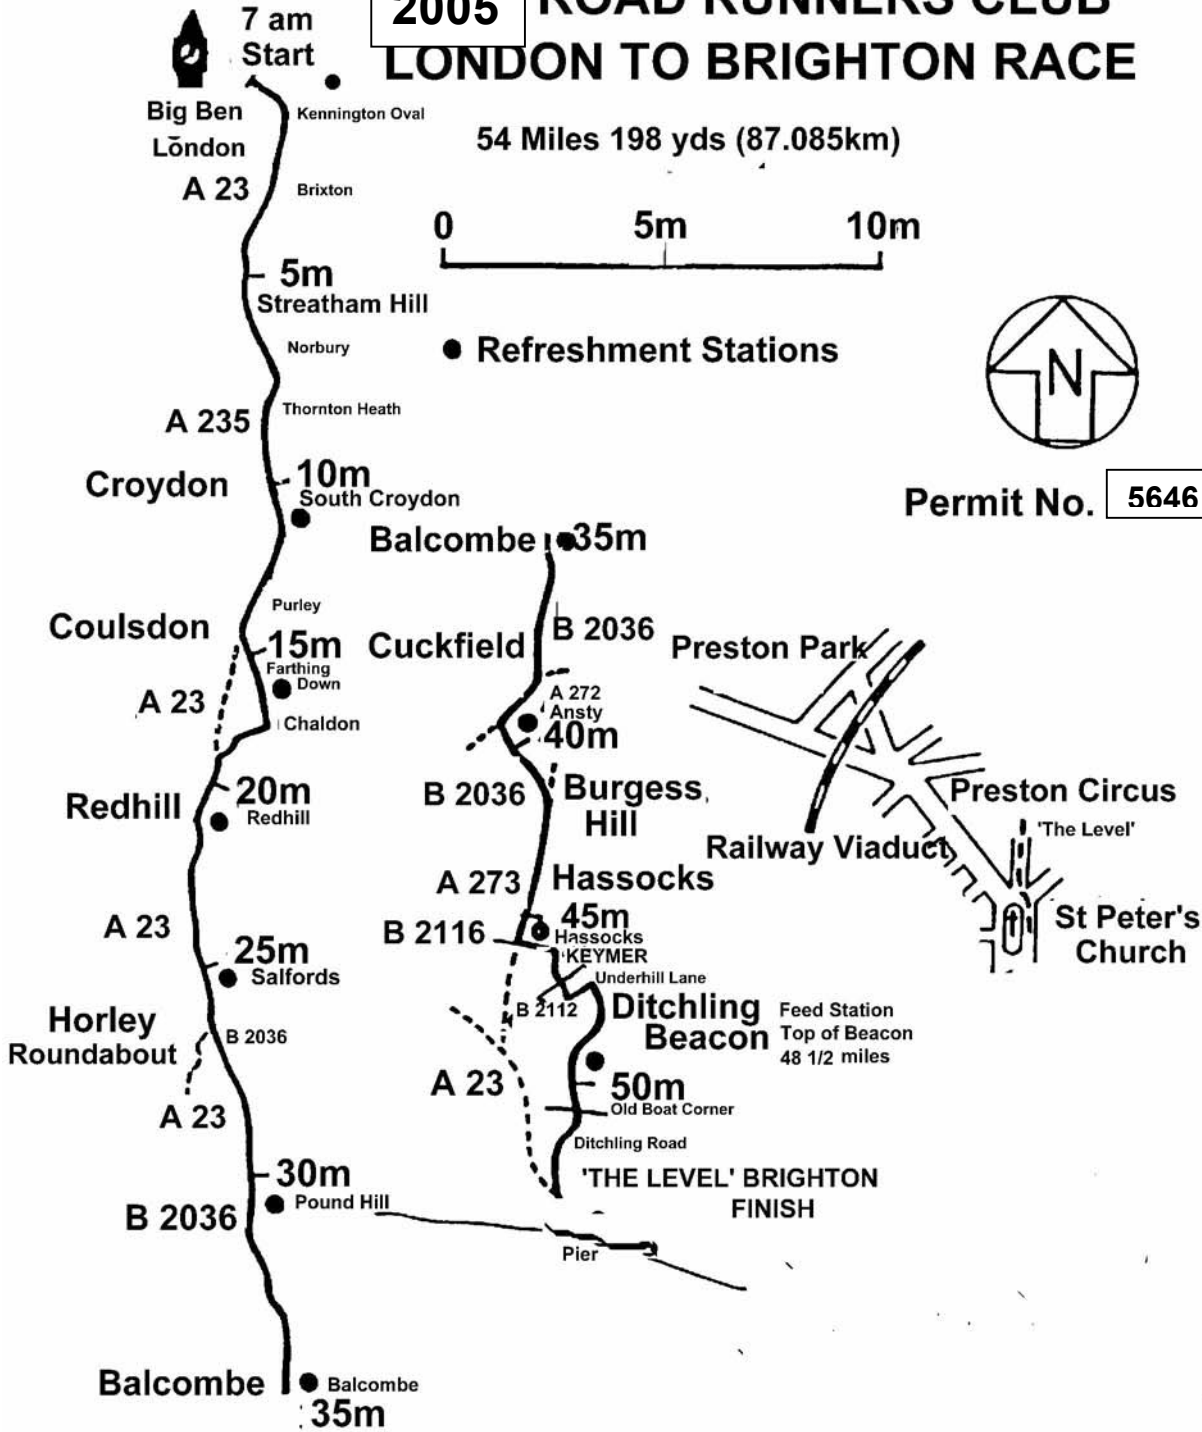 2005 ROAD RUNNERS CLUB
LONDON TO BRIGHTON RACE
54 Miles 198 yds (87.085km)
7 am
Start
Big Ben
London
Kennington Oval
A 23
Brixton
0 5m 10m
5m
Streatham Hill
Refreshment Stations
Norbury
N
Thornton Heath
A 235
10m
Croydon
South Croydon
Permit No. 5646
Purley
Coulsdon
15m
Farthing
Down
A 23
Chaldon
20m
Redhill
Redhill
A 23
25m
Salfords
Horley
Roundabout
B 2036
A 23
30m
Pound Hill
B 2036
Balcombe
Balcombe
35m
Balcombe 35m
B 2036
Cuckfield
A 272
Ansty
40m
B 2036
Burgess
Hill
A 273
Hassocks
45m
B 2116
Hassocks
KEYMER
Underhill Lane
B 2112
Ditchling
Beacon
Feed Station
Top of Beacon
48 1/2 miles
A 23
50m
Old Boat Corner
Ditchling Road
'THE LEVEL' BRIGHTON
FINISH
Pier
Preston Park
Preston Circus
'The Level'
Railway Viaduct
St Peter's
Church